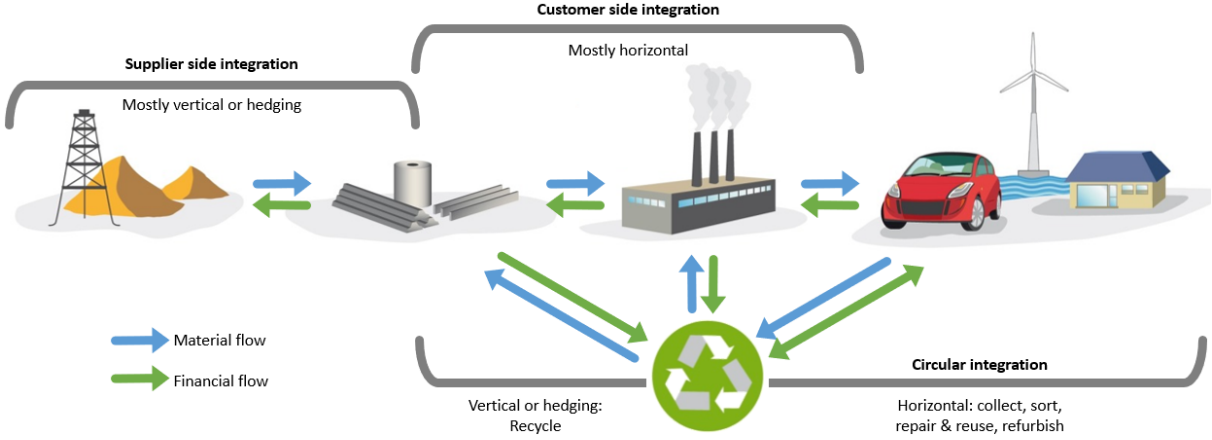 Customer side integration
Mostly horizontal
Supplier side integration
Mostly vertical or hedging
Material flow
Financial flow
Circular integration
Vertical or hedging:
Recycle
Horizontal: collect, sort,
repair & reuse, refurbish